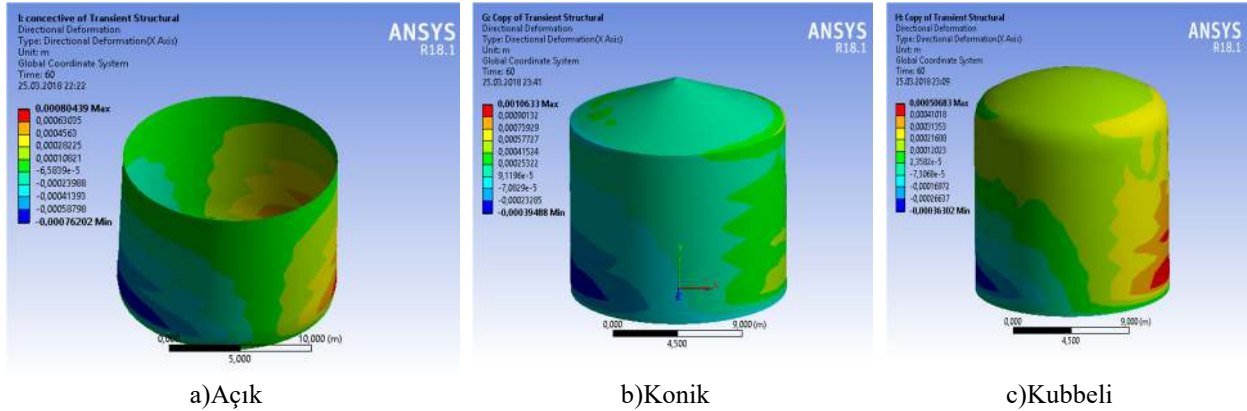 I: concective of Transient Structural
Directional Deformation
Type: Directional Deformation(X Axis)
Unit: m
Global Coordinate System
Time: 60
25.03.2018 22:22
ANSYS
R18.1
0,00080439 Max
0,00063035
0,0004563
0,00028225
0,00010821
-6,5839e-5
-0,00023988
-0,00041393
-0,00058798
-0,00076202 Min
0,000
10,000 (m)
5,000
a)Açık
G: Copy of Transient Structural
Directional Deformation
Type: Directional Deformation(X Axis)
Unit: m
Global Coordinate System
Time: 60
25.03.2018 23:41
ANSYS
R18.1
0,0010633 Max
0,00090132
0,00073929
0,00057727
0,00041524
0,00025322
9,1196e-5
-7,0829e-5
-0,00023285
-0,00039488 Min
Y
X
Z
0,000
9,000 (m)
4,500
b)Konik
H: Copy of Transient Structural
Directional Deformation
Type: Directional Deformation(X Axis)
Unit: m
Global Coordinate System
Time: 60
25.03.2018 23:09
ANSYS
R18.1
0,00050683 Max
0,00041018
0,00031353
0,00021688
0,00012023
2,3582e-5
-7,3068e-5
-0,00016972
-0,00026637
-0,00036302 Min
0,000
9,000 (m)
4,500
c)Kubbeli